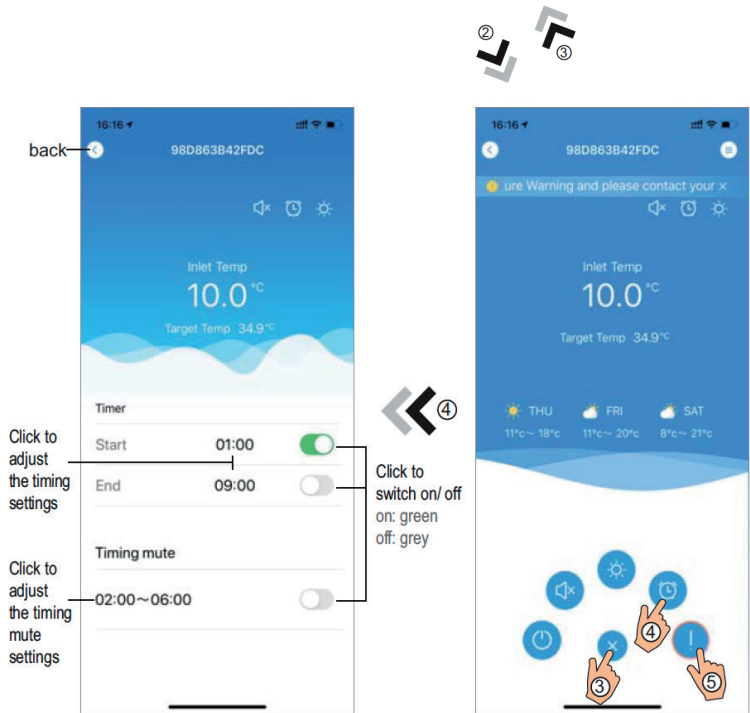 ②
③
16:16
98D863B42FDC
back
Inlet Temp
10.0 °C
Target Temp 34.9°C
Timer
Start 01:00
End 09:00
Timing mute
02:00～06:00
Click to
adjust
the timing
settings
Click to
adjust
the timing
mute
settings
④
Click to
switch on/ off
on: green
off: grey
16:16
98D863B42FDC
! ure Warning and please contact your ×
Inlet Temp
10.0 °C
Target Temp 34.9°C
THU FRI SAT
11°c～ 18°c 11°c～ 20°c 8°c～ 21°c
④
③
⑤